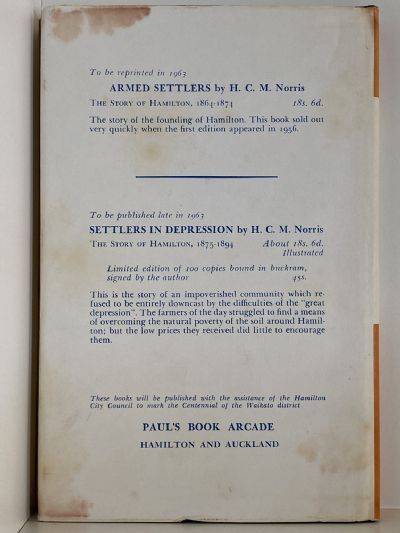 To be reprinted in 1963
ARMED SETTLERS by H. C. M. Norris
The Story of Hamilton, 1864-1874 18s. 6d.
The story of the founding of Hamilton. This book sold out
very quickly when the first edition appeared in 1956.
To be published late in 1963
SETTLERS IN DEPRESSION by H. C. M. Norris
The Story of Hamilton, 1875-1894 About 18s. 6d.
Illustrated
Limited edition of 100 copies bound in buckram,
signed by the author 45s.
This is the story of an impoverished community which re-
fused to be entirely downcast by the difficulties of the "great
depression". The farmers of the day struggled to find a means
of overcoming the natural poverty of the soil around Hamil-
ton; but the low prices they received did little to encourage
them.
These books will be published with the assistance of the Hamilton
City Council to mark the Centennial of the Waikato district
PAUL'S BOOK ARCADE
HAMILTON AND AUCKLAND